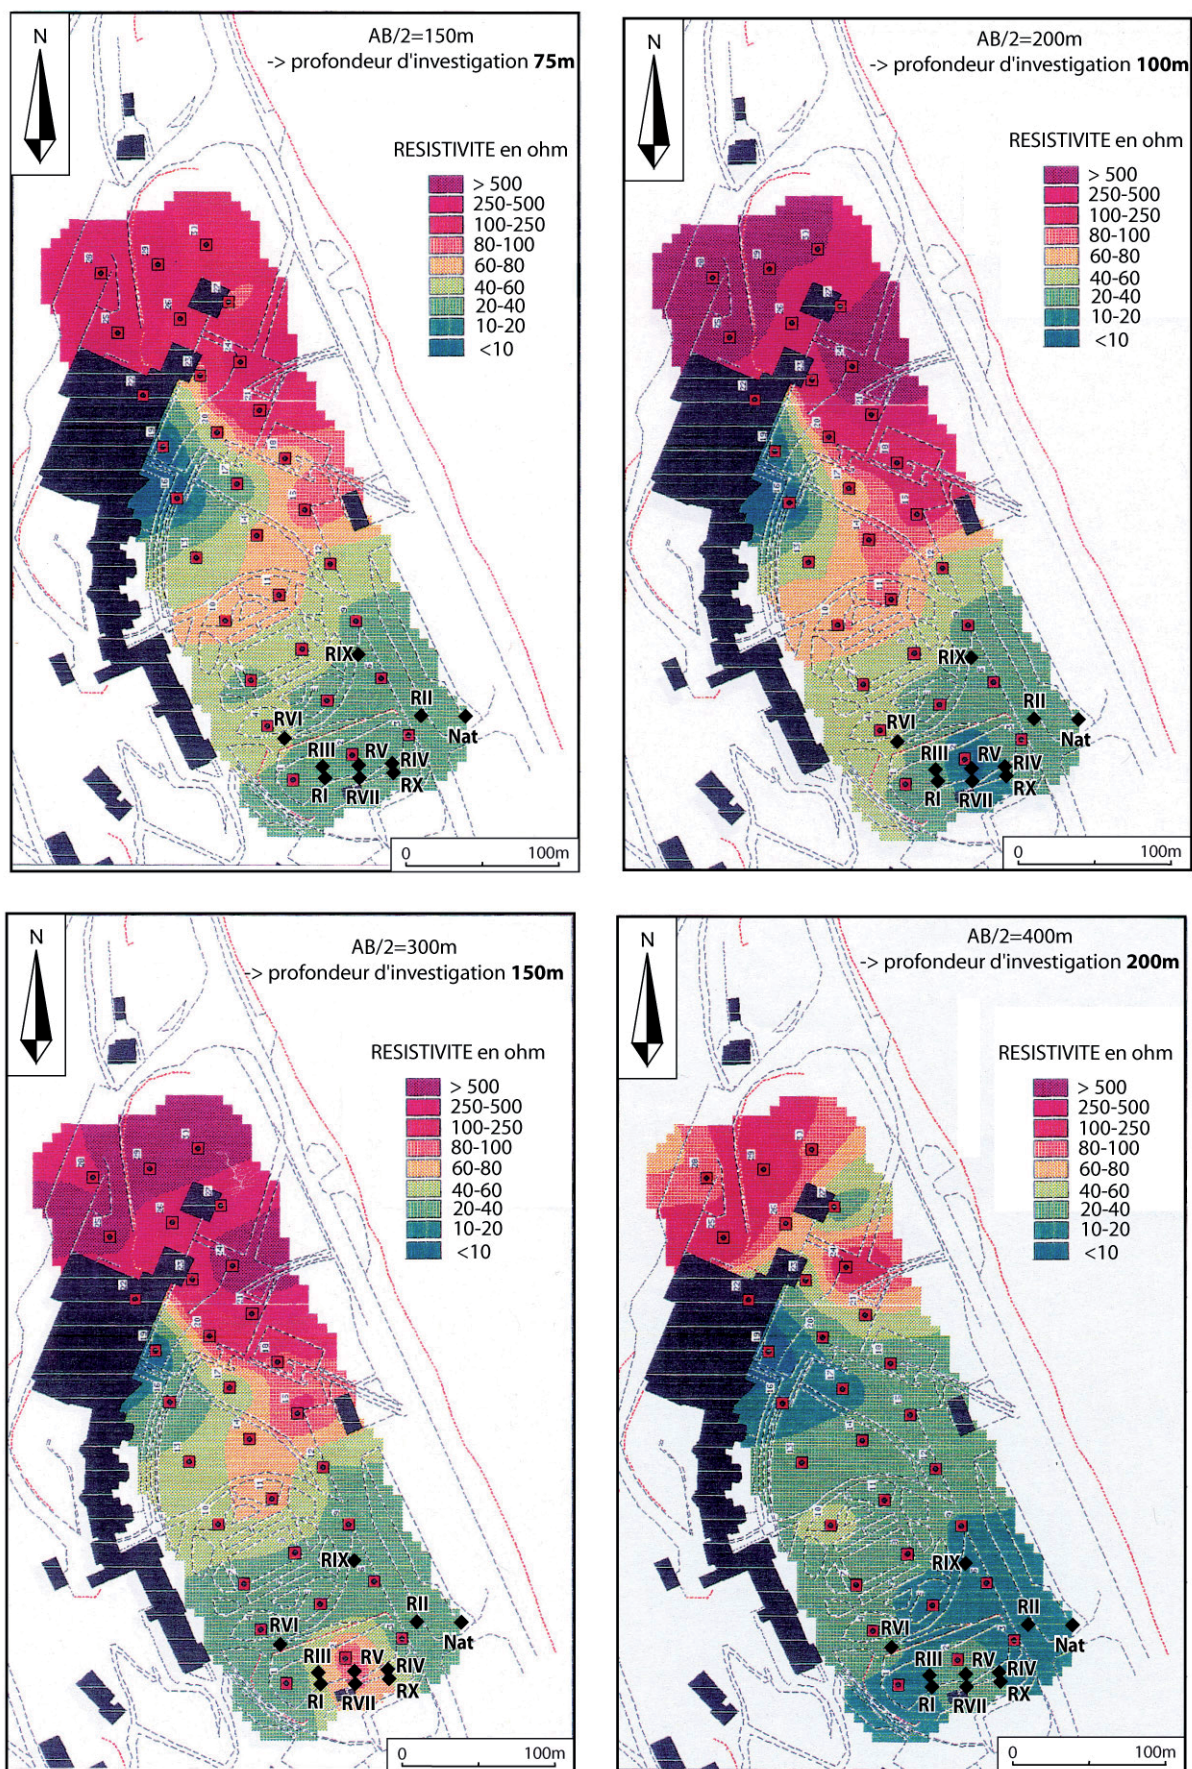 N
AB/2=150m
-> profondeur d'investigation 75m
RESISTIVITE en ohm
> 500
250-500
100-250
80-100
60-80
40-60
20-40
10-20
<10
RIX
RII
Nat
RVI
RIII
RV
RIV
RI
RVII
RX
0 100m
N
AB/2=200m
-> profondeur d'investigation 100m
RESISTIVITE en ohm
> 500
250-500
100-250
80-100
60-80
40-60
20-40
10-20
<10
RIX
RII
Nat
RVI
RIII
RV
RIV
RI
RVII
RX
0 100m
N
AB/2=300m
-> profondeur d'investigation 150m
RESISTIVITE en ohm
> 500
250-500
100-250
80-100
60-80
40-60
20-40
10-20
<10
RIX
RII
Nat
RVI
RIII
RV
RIV
RI
RVII
RX
0 100m
N
AB/2=400m
-> profondeur d'investigation 200m
RESISTIVITE en ohm
> 500
250-500
100-250
80-100
60-80
40-60
20-40
10-20
<10
RIX
RII
Nat
RVI
RIII
RV
RIV
RI
RVII
RX
0 100m